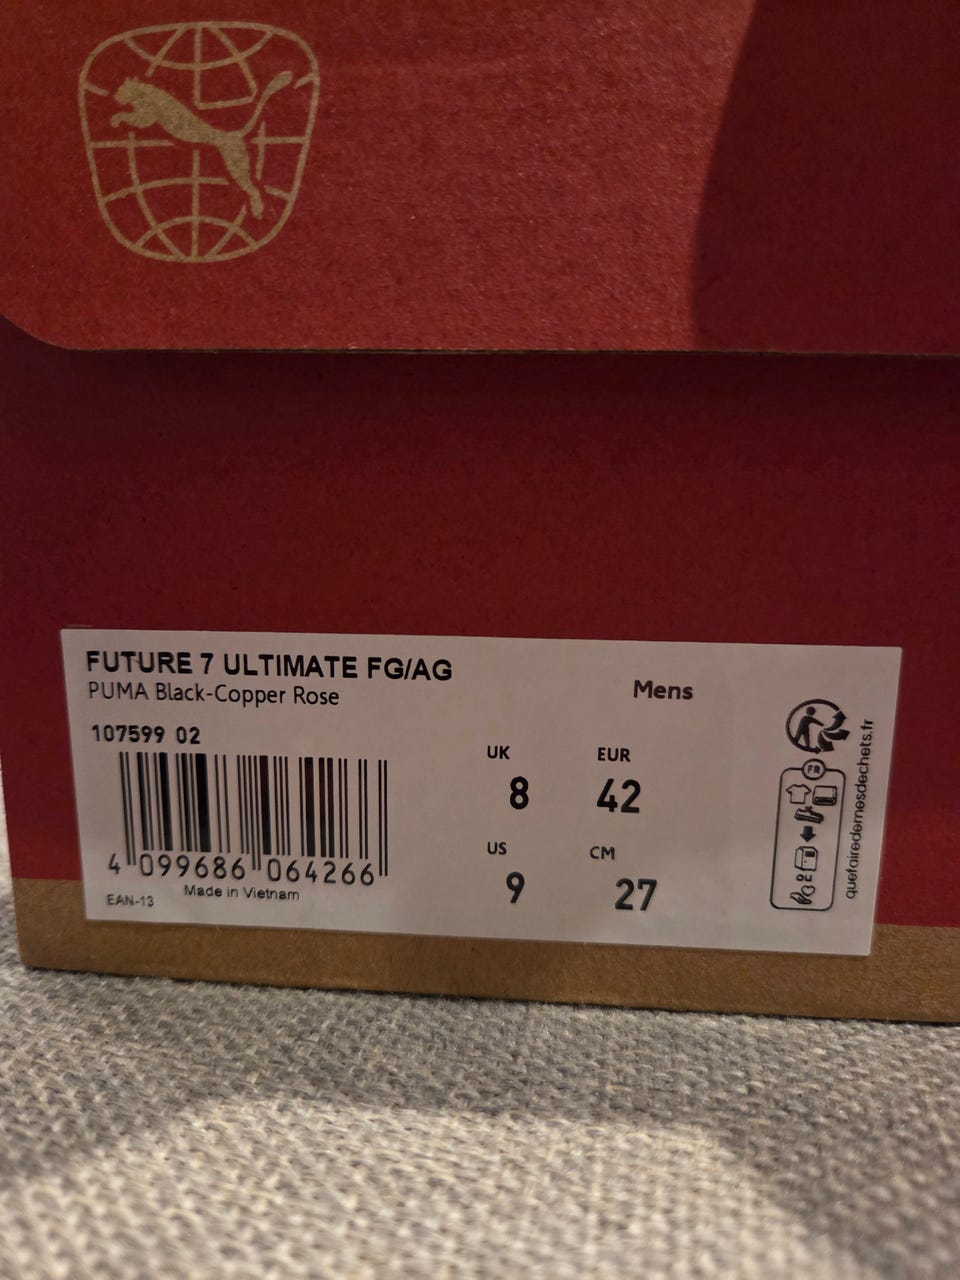 FUTURE 7 ULTIMATE FG/AG
PUMA Black-Copper Rose
Mens
107599 02
UK
EUR
8
42
US
CM
9
27
4 099686 064266
Made in Vietnam
EAN-13
FR
quefairedemesdechets.fr